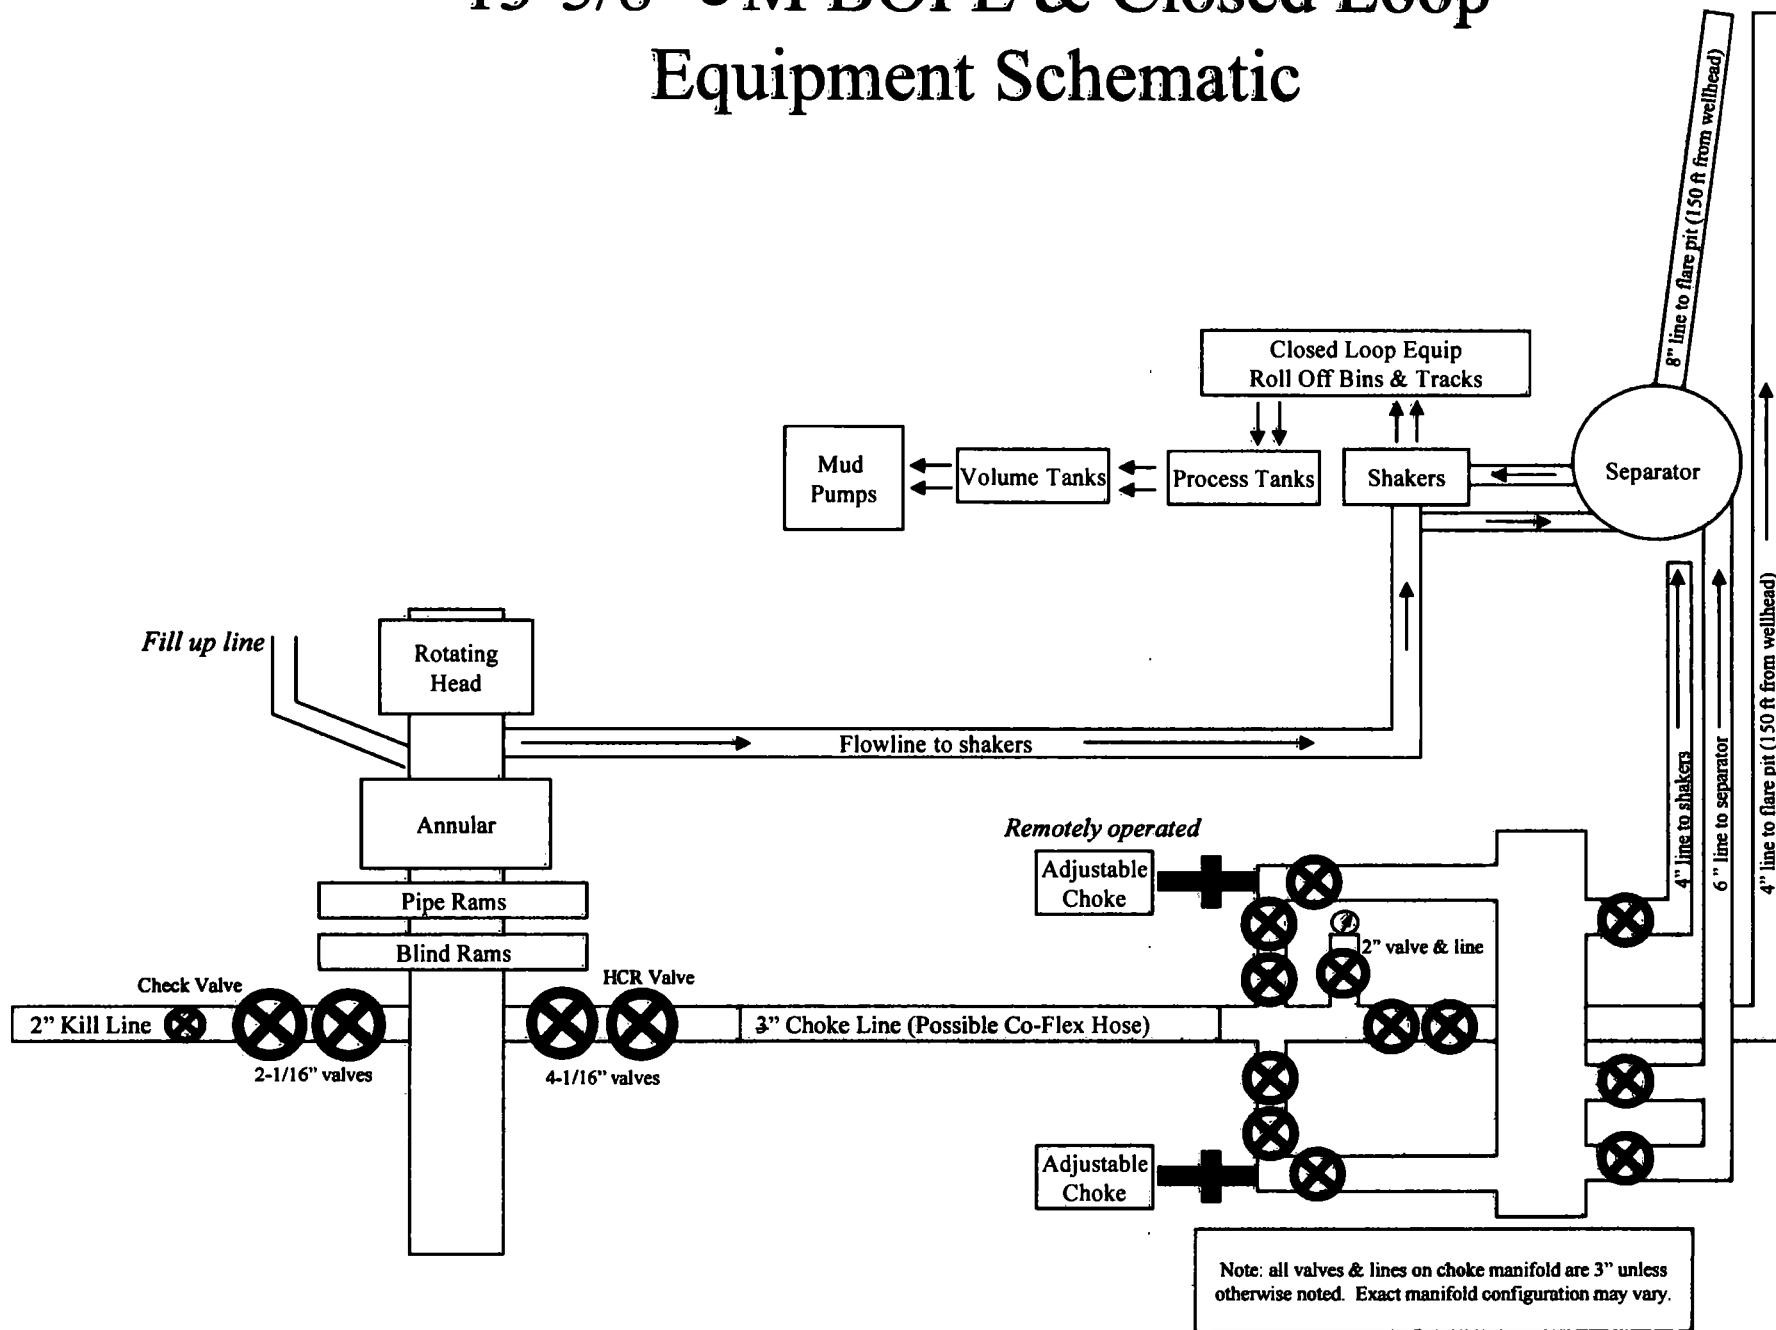 BOPE & Closed Loop
Equipment Schematic
8" line to flare pit (150 ft from wellhead)
Closed Loop Equip
Roll Off Bins & Tracks
Mud
Pumps
Volume Tanks
Process Tanks
Shakers
Separator
Fill up line
Rotating
Head
Flowline to shakers
Annular
Pipe Rams
Blind Rams
Check Valve
HCR Valve
2" Kill Line
3" Choke Line (Possible Co-Flex Hose)
2-1/16" valves
4-1/16" valves
Remotely operated
Adjustable
Choke
2" valve & line
Adjustable
Choke
4" line to shakers
6" line to separator
4" line to flare pit (150 ft from wellhead)
Note: all valves & lines on choke manifold are 3" unless
otherwise noted. Exact manifold configuration may vary.